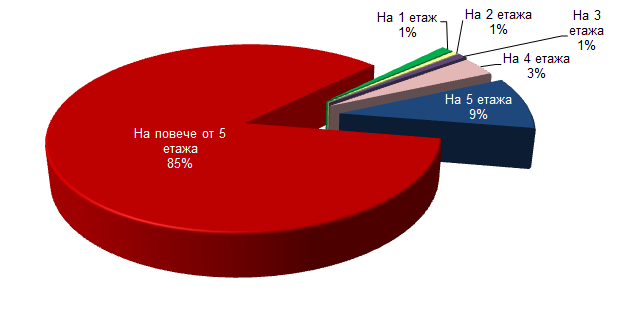 На 1 етаж
1%
На 2 етажа
1%
На 3
етажа
1%
На 4 етажа
3%
На 5 етажа
9%
На повече от 5
етажа
85%